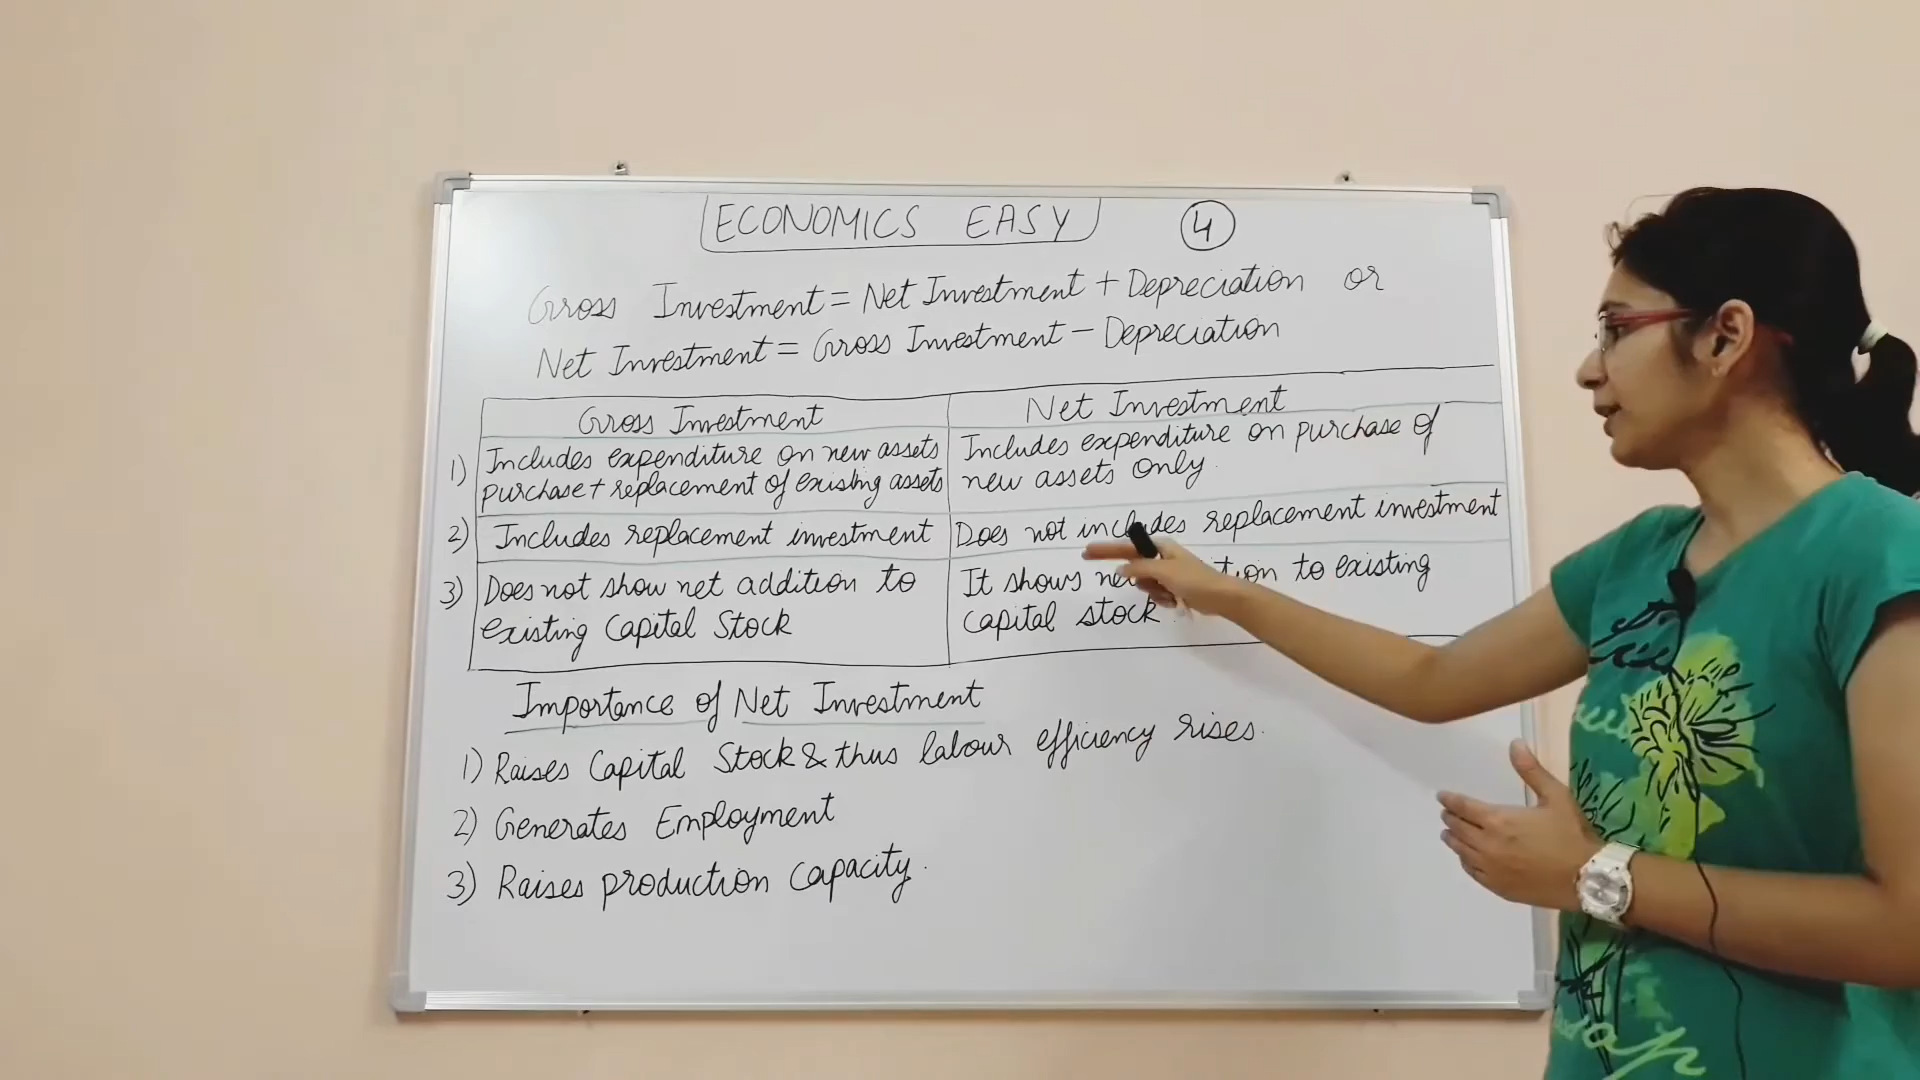 ECONOMICS EASY 4
Gross Investment = Net Investment + Depreciation or
Net Investment = Gross Investment - Depreciation
Gross Investment Net Investment
1) Includes expenditure on new assets
purchase + replacement of existing assets
Includes expenditure on purchase of
new assets only.
2) Includes replacement investment
Does not includes replacement investment
3) Does not show net addition to
existing Capital Stock
It shows to existing
capital stock.
Importance of Net Investment
1) Raises Capital Stock & thus labour efficiency rises.
2) Generates Employment
3) Raises production capacity.